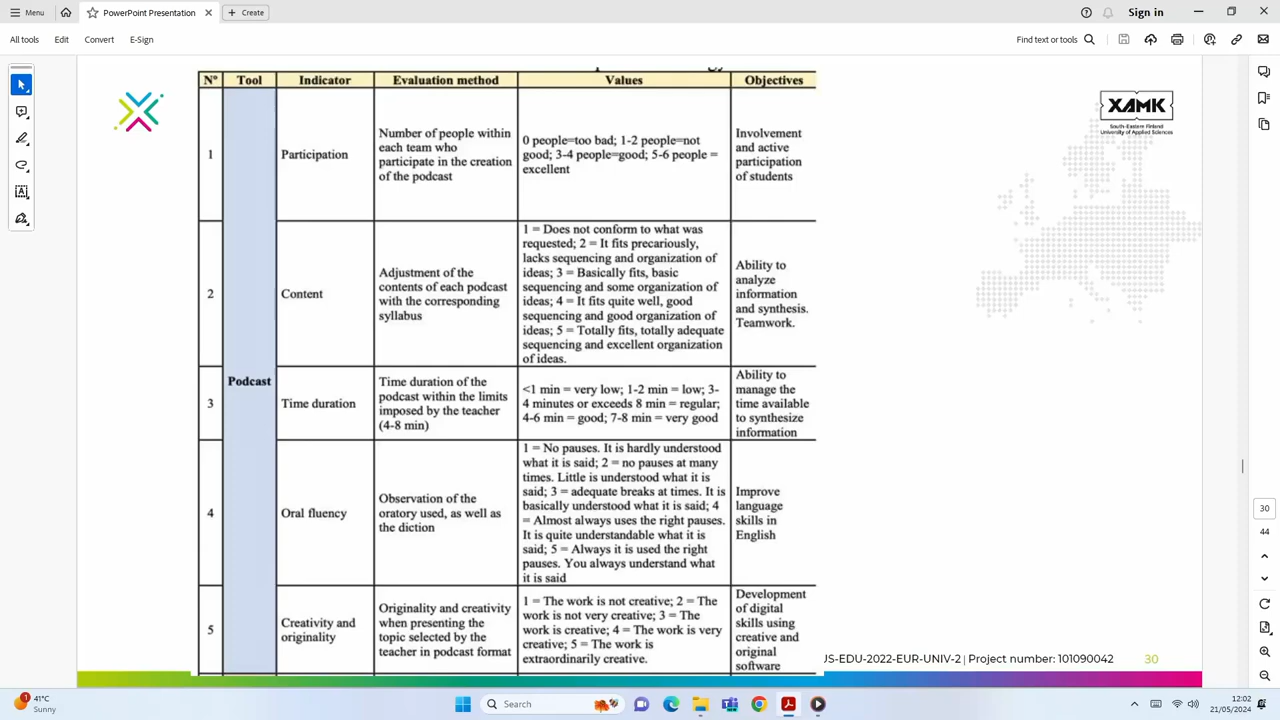 Menu
PowerPoint Presentation
Create
Sign in
All tools
Edit
Convert
E-Sign
Find text or tools
Nº Tool Indicator Evaluation method Values Objectives
Podcast
1
Participation
Number of people within
each team who
participate in the creation
of the podcast
0 people=too bad; 1-2 people=not
good; 3-4 people=good; 5-6 people =
excellent
Involvement
and active
participation
of students
2
Content
Adjustment of the
contents of each podcast
with the corresponding
syllabus
1 = Does not conform to what was
requested; 2 = It fits precariously,
lacks sequencing and organization of
ideas; 3 = Basically fits, basic
sequencing and some organization of
ideas; 4 = It fits quite well, good
sequencing and good organization of
ideas; 5 = Totally fits, totally adequate
sequencing and excellent organization
of ideas.
Ability to
analyze
information
and synthesis.
Teamwork.
3
Time duration
Time duration of the
podcast within the limits
imposed by the teacher
(4-8 min)
<1 min = very low; 1-2 min = low; 3-
4 minutes or exceeds 8 min = regular;
4-6 min = good; 7-8 min = very good
Ability to
manage the
time available
to synthesize
information
4
Oral fluency
Observation of the
oratory used, as well as
the diction
1 = No pauses. It is hardly understood
what it is said; 2 = no pauses at many
times. Little is understood what it is
said; 3 = adequate breaks at times. It is
basically understood what it is said; 4
= Almost always uses the right pauses.
It is quite understandable what it is
said; 5 = Always it is used the right
pauses. You always understand what
it is said
Improve
language
skills in
English
5
Creativity and
originality
Originality and creativity
when presenting the
topic selected by the
teacher in podcast format
1 = The work is not creative; 2 = The
work is not very creative; 3 = The
work is creative; 4 = The work is very
creative; 5 = The work is
extraordinarily creative.
Development
of digital
skills using
creative and
original
software
XAMK
South-Eastern Finland
University of Applied Sciences
US-EDU-2022-EUR-UNIV-2 | Project number: 101090042
30
30
44
1
41°C
Sunny
Search
12:02
21/05/2024